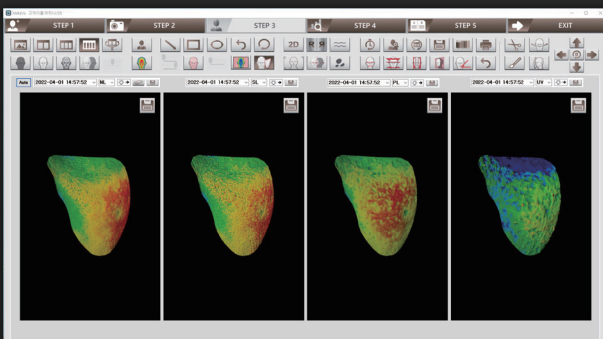 STEP 1 STEP 2 STEP 3 STEP 4 STEP 5 EXIT
2D
Auto 2022-04-01 14:57:52 NL 2022-04-01 14:57:52 SL 2022-04-01 14:57:52 PL 2022-04-01 14:57:52 UV